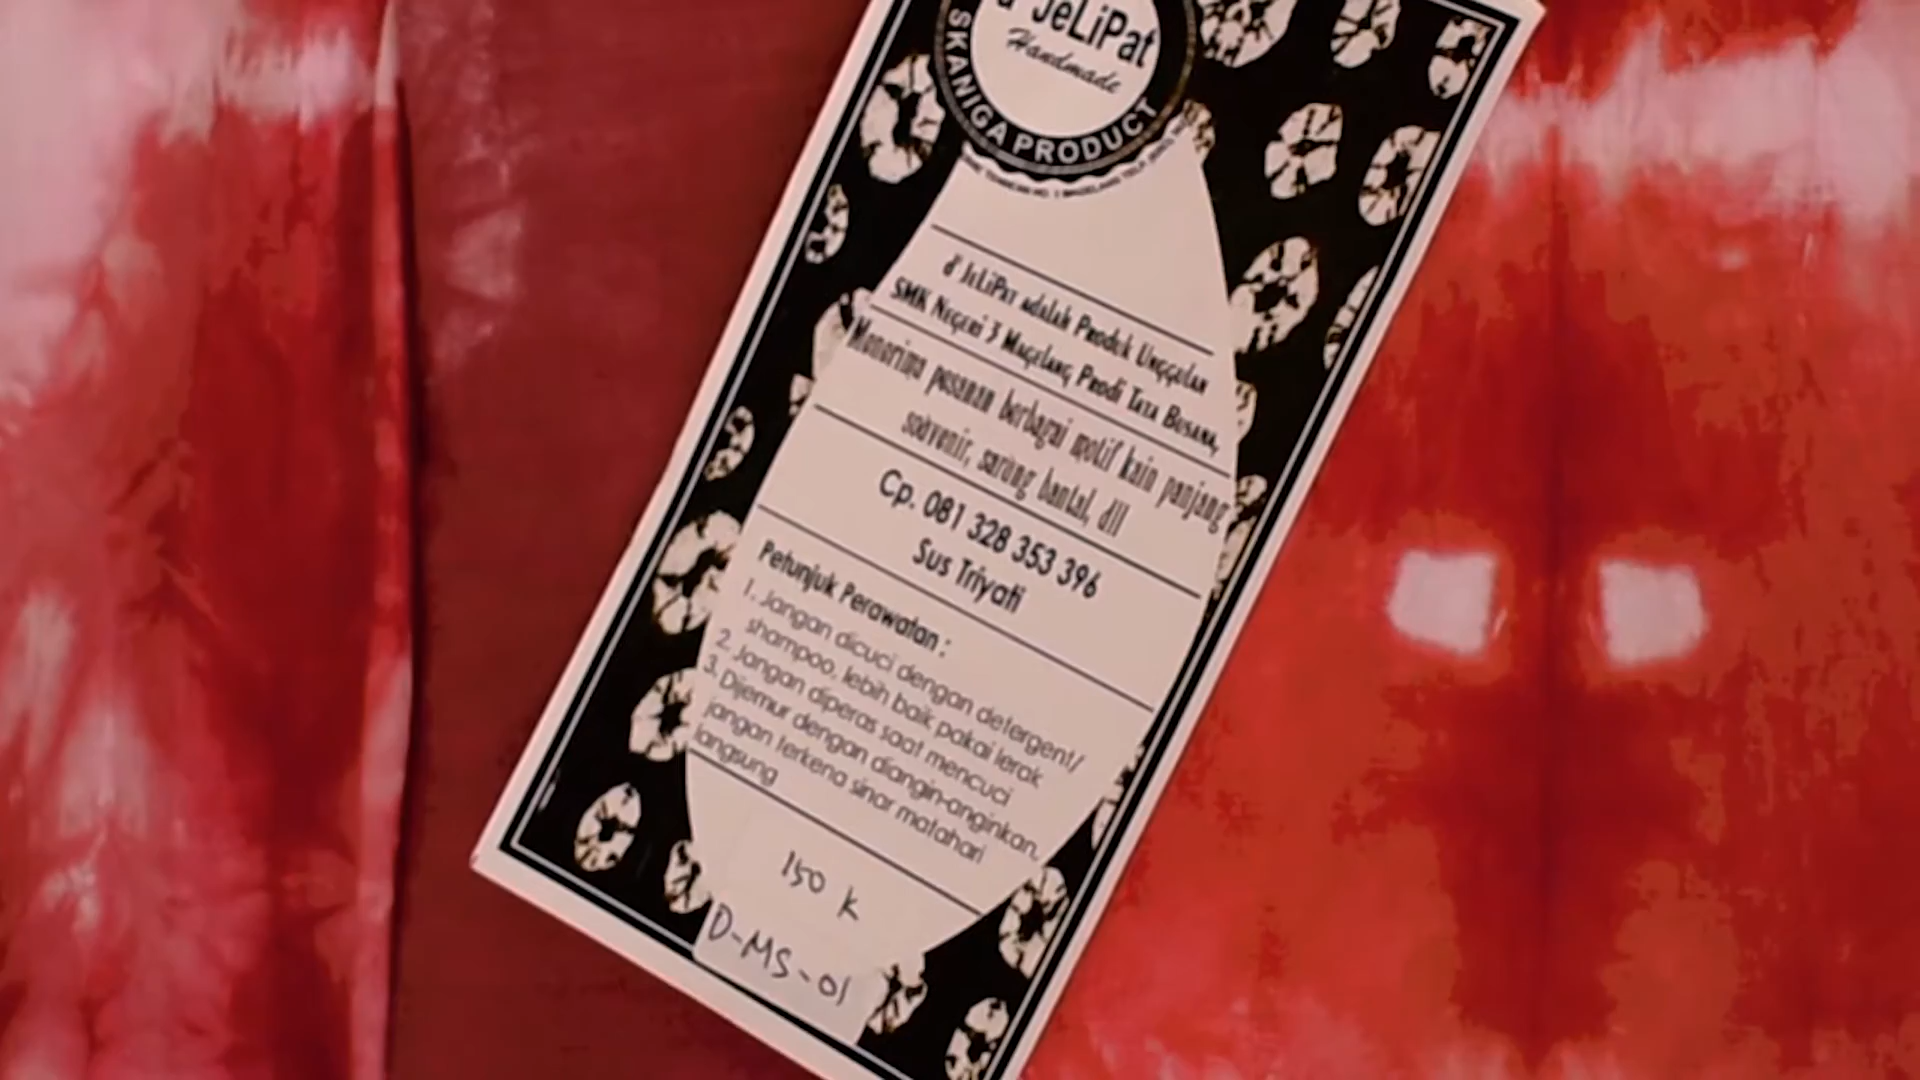 d' JeLiPat
Handmade
SKANIGA PRODUCT
d' JeLiPat adalah Produk Unggulan
SMK Negeri 3 Magelang Prodi Tata Busana,
Menerima pesanan berbagai motif kain panjang
souvenir, sarung bantal, dll
Cp. 081 328 353 396
Sus Triyati
Petunjuk Perawatan :
1. Jangan dicuci dengan detergent/
shampoo, lebih baik pakai lerak
2. Jangan diperas saat mencuci
3. Dijemur dengan diangin-anginkan,
jangan terkena sinar matahari
langsung
150 k
D-MS-01